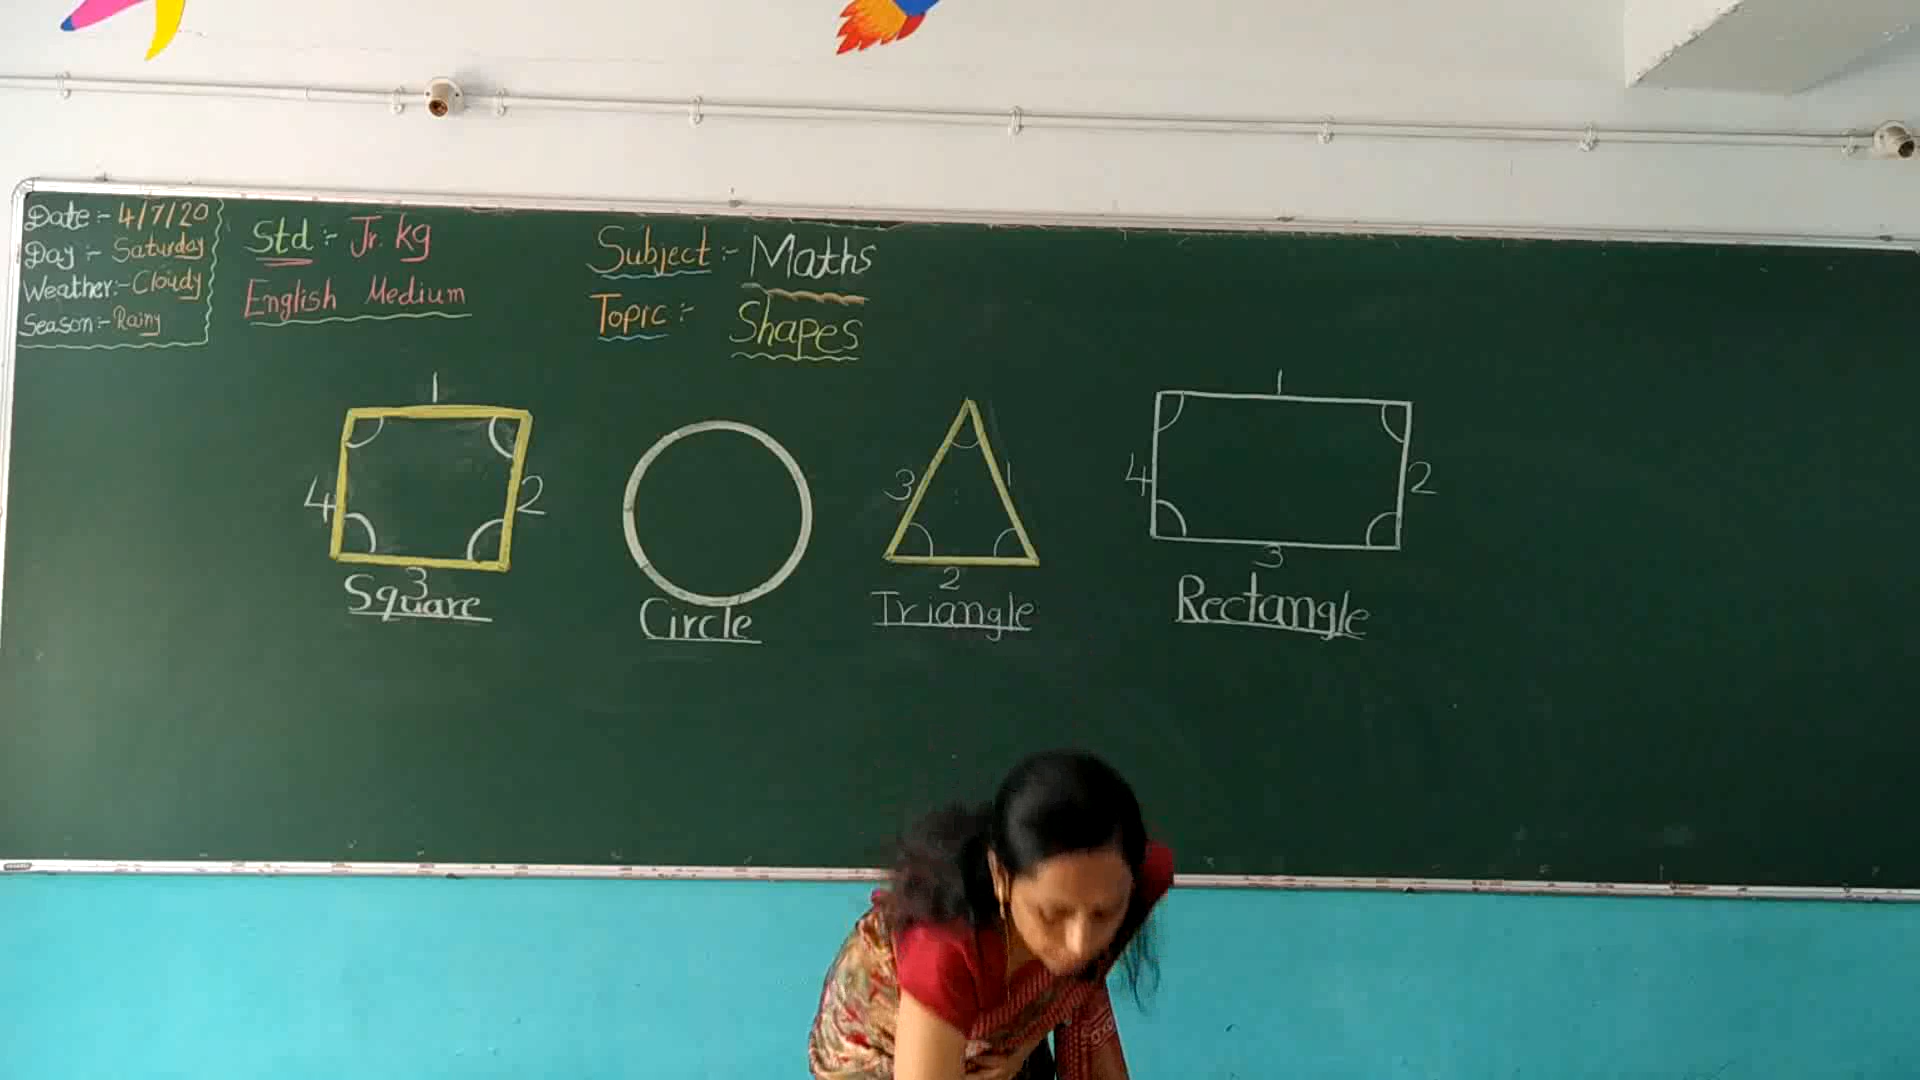 Date :- 4/7/20
Day :- Saturday
Weather:- Cloudy
Season:- Rainy
Std :- Jr. kg
English Medium
Subject :- Maths
Topic :- Shapes
1
4
2
3
Square
Circle
3
1
2
Triangle
1
4
2
3
Rectangle